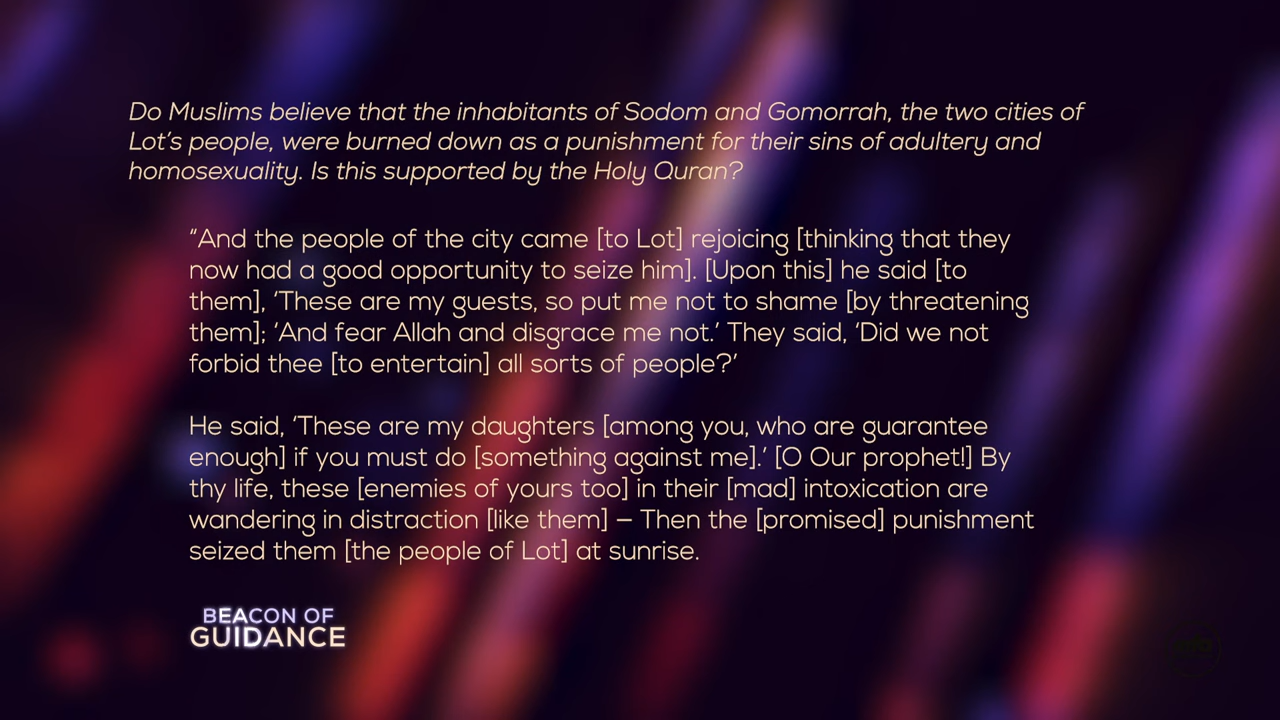 Do Muslims believe that the inhabitants of Sodom and Gomorrah, the two cities of
Lot's people, were burned down as a punishment for their sins of adultery and
homosexuality. Is this supported by the Holy Quran?
“And the people of the city came [to Lot] rejoicing [thinking that they
now had a good opportunity to seize him]. [Upon this] he said [to
them], ‘These are my guests, so put me not to shame [by threatening
them]; ‘And fear Allah and disgrace me not.’ They said, ‘Did we not
forbid thee [to entertain] all sorts of people?’
He said, ‘These are my daughters [among you, who are guarantee
enough] if you must do [something against me].’ [O Our prophet!] By
thy life, these [enemies of yours too] in their [mad] intoxication are
wandering in distraction [like them] – Then the [promised] punishment
seized them [the people of Lot] at sunrise.
BEACON OF
GUIDANCE